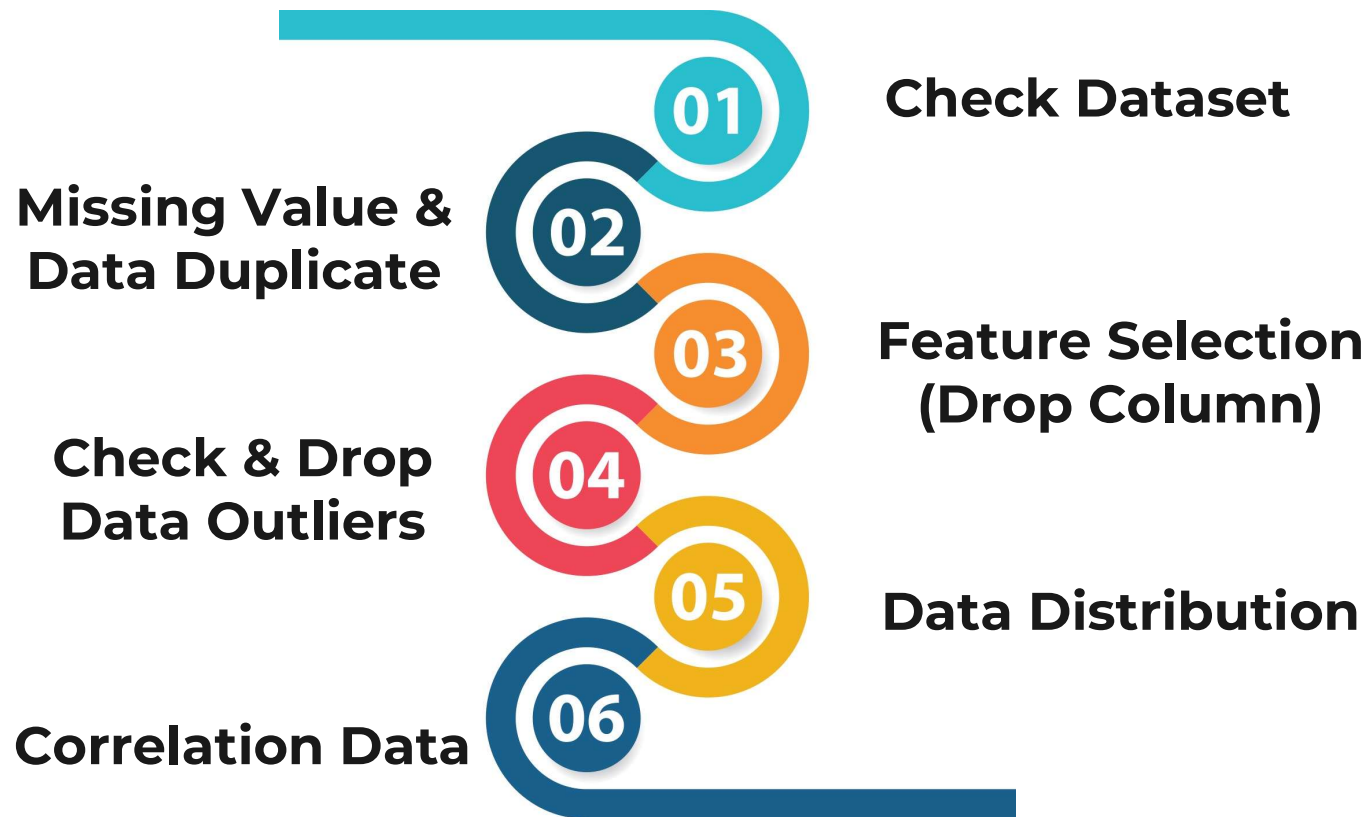 01
Check Dataset
Missing Value &
Data Duplicate
02
03
Feature Selection
(Drop Column)
Check & Drop
Data Outliers
04
05
Data Distribution
06
Correlation Data